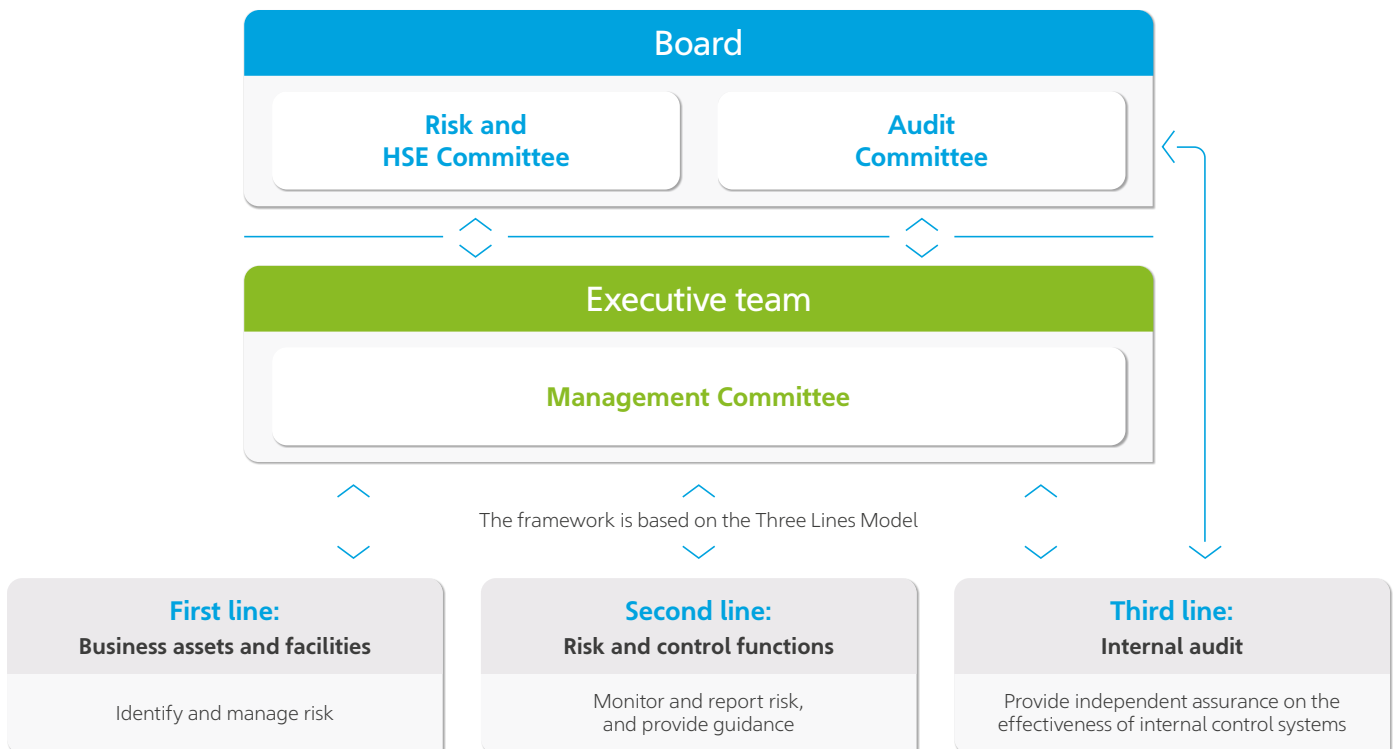 Board
Risk and
HSE Committee
Audit
Committee
Executive team
Management Committee
The framework is based on the Three Lines Model
First line:
Business assets and facilities
Identify and manage risk
Second line:
Risk and control functions
Monitor and report risk,
and provide guidance
Third line:
Internal audit
Provide independent assurance on the
effectiveness of internal control systems